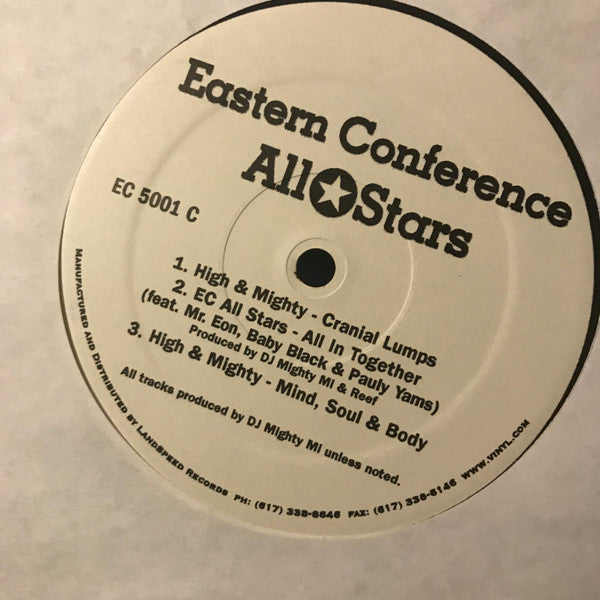 Eastern Conference
All★Stars
EC 5001 C
1. High & Mighty - Cranial Lumps
2. EC All Stars - All In Together
(feat. Mr. Eon, Baby Black & Pauly Yams)
Produced by DJ Mighty Mi & Reef
3. High & Mighty - Mind, Soul & Body
All tracks produced by DJ Mighty Mi unless noted.
Manufactured and Distributed by Landspeed Records Ph: (617) 338-8646 Fax: (617) 338-6146 www.vinyl.com